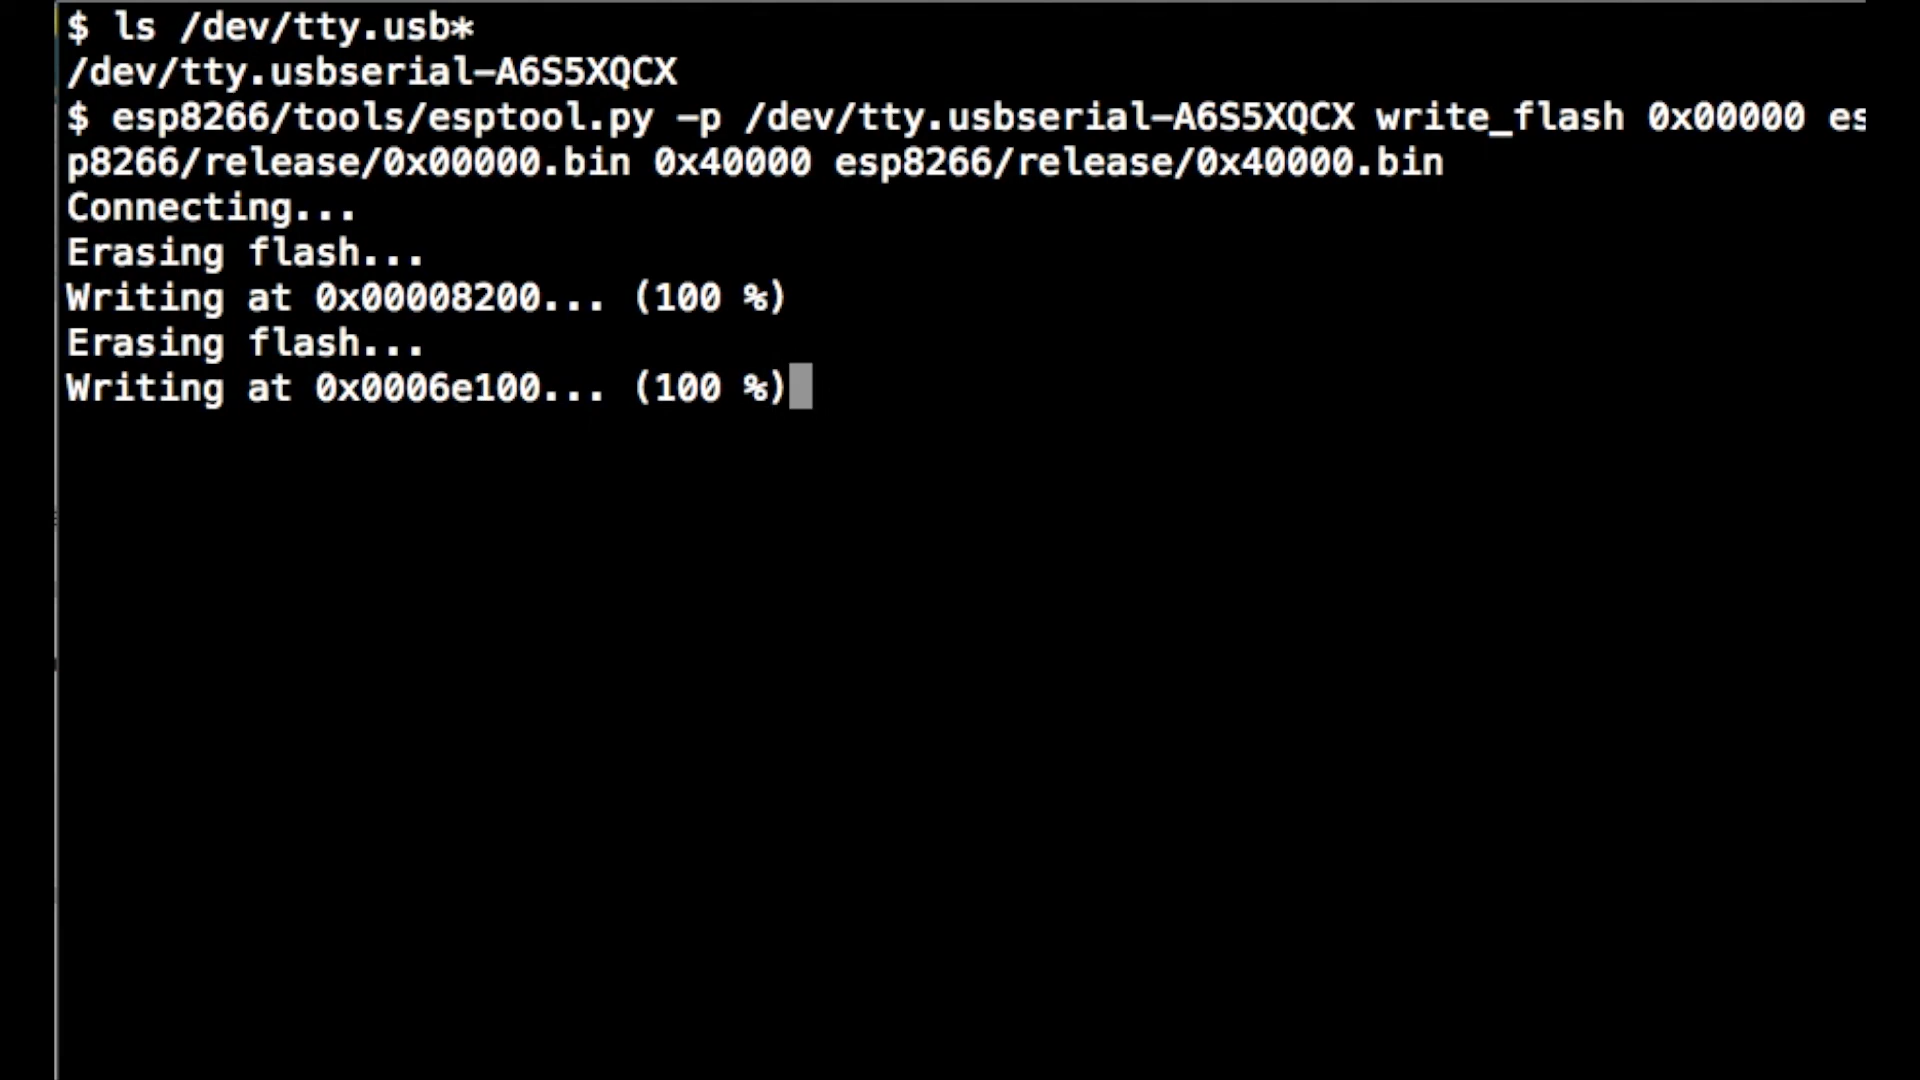 $ ls /dev/tty.usb*
/dev/tty.usbserial-A6S5XQCX
$ esp8266/tools/esptool.py -p /dev/tty.usbserial-A6S5XQCX write_flash 0x00000 es
p8266/release/0x00000.bin 0x40000 esp8266/release/0x40000.bin
Connecting...
Erasing flash...
Writing at 0x00008200... (100 %)
Erasing flash...
Writing at 0x0006e100... (100 %)